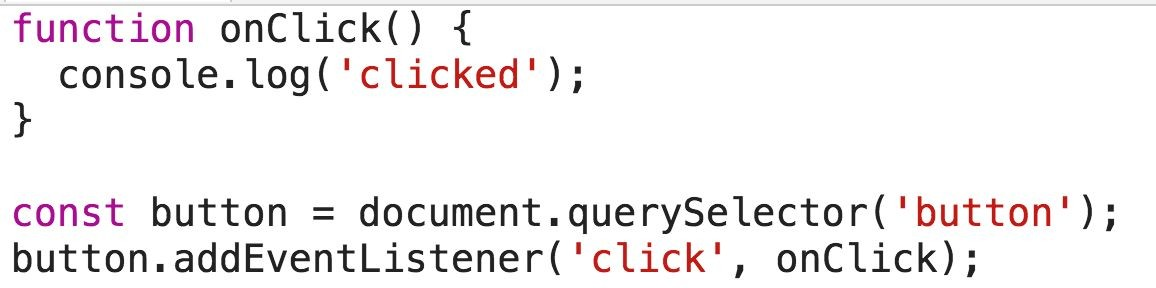 function onClick() {
  console.log('clicked');
}

const button = document.querySelector('button');
button.addEventListener('click', onClick);